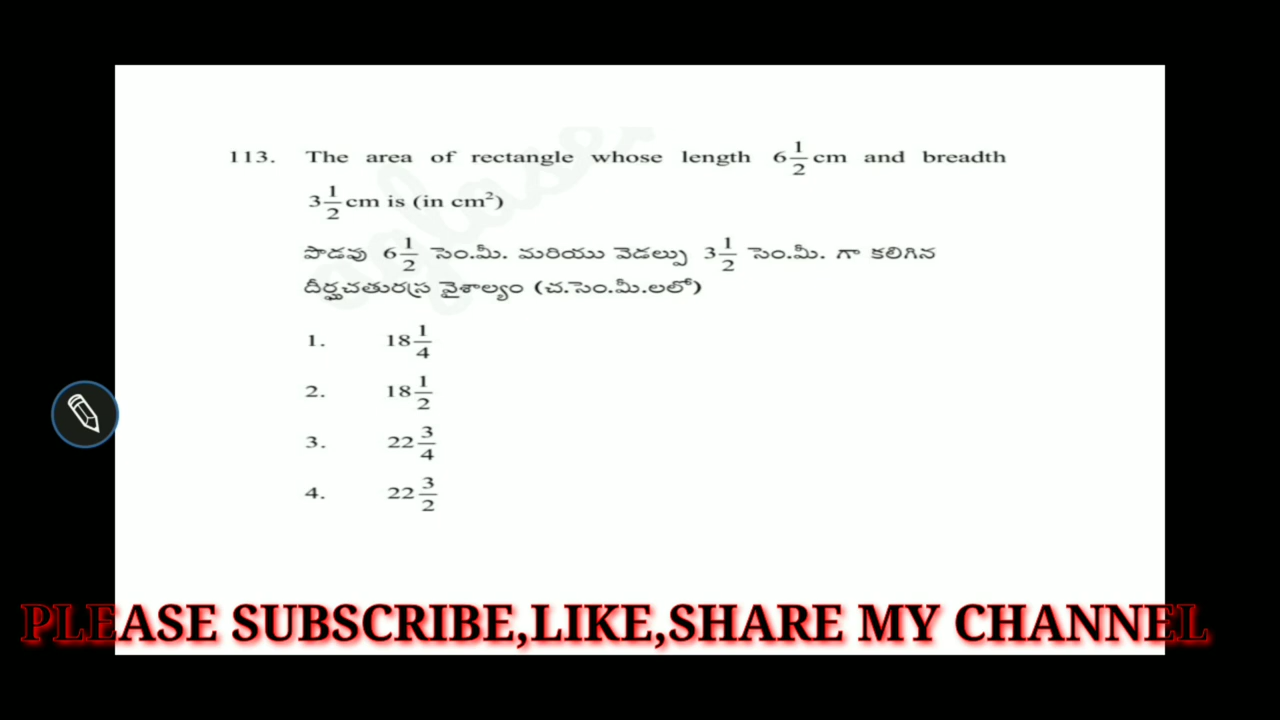 113. The area of rectangle whose length 6 1/2 cm and breadth
3 1/2 cm is (in cm²)
పొడవు 6 1/2 సెం.మీ. మరియు వెడల్పు 3 1/2 సెం.మీ. గా కలిగిన
దీర్ఘచతురస్ర వైశాల్యం (చ.సెం.మీ.లలో)
1. 18 1/4
2. 18 1/2
3. 22 3/4
4. 22 3/2
PLEASE SUBSCRIBE,LIKE,SHARE MY CHANNEL